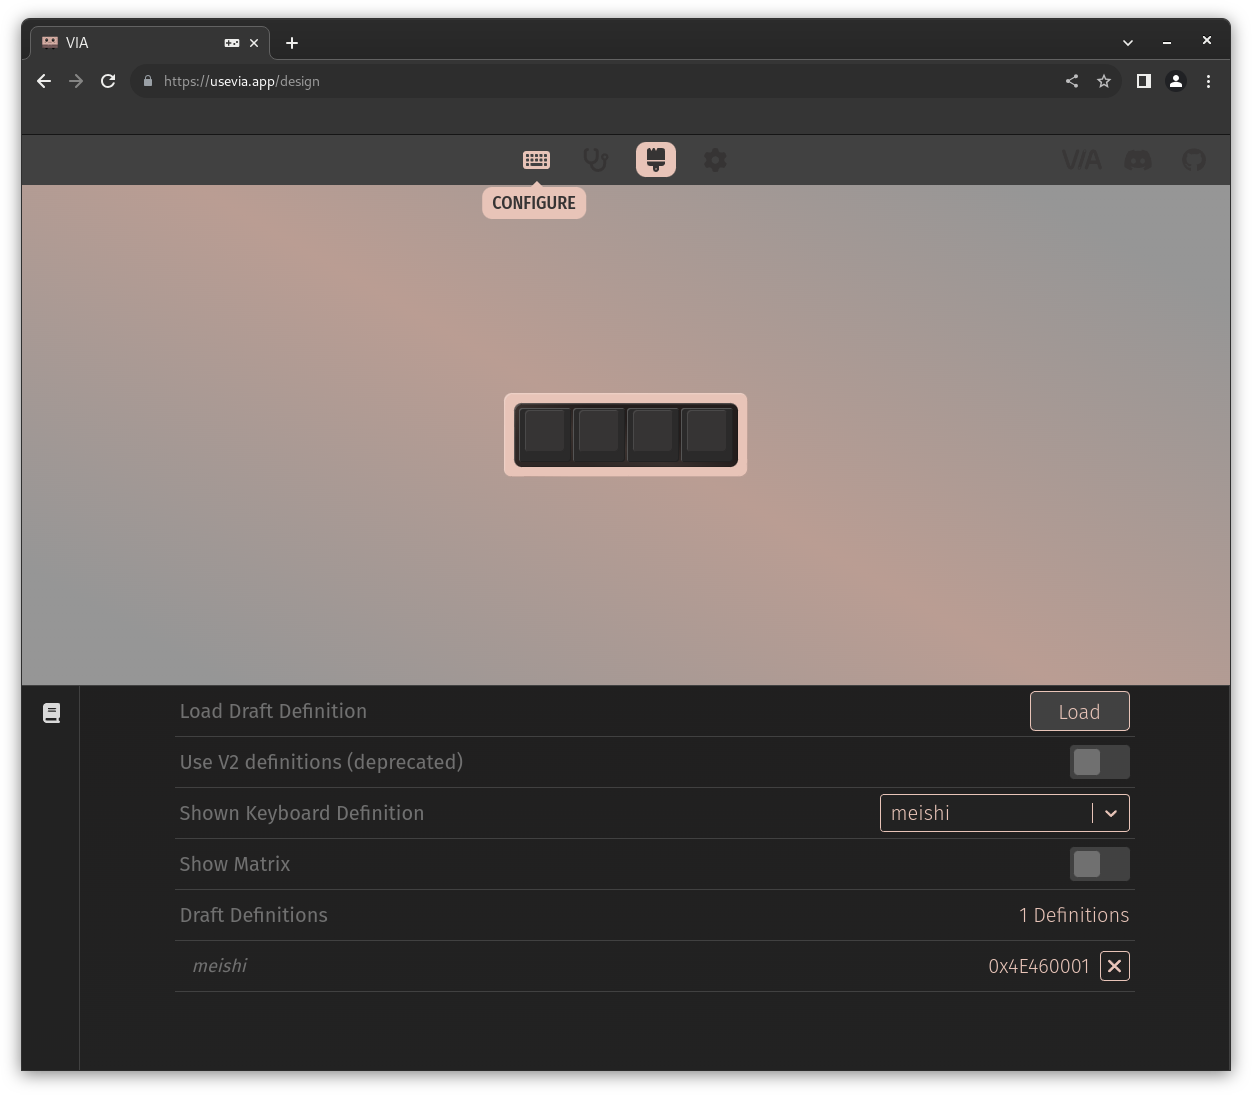 VIA
https://usevia.app/design
VIA
CONFIGURE
Load Draft Definition
Load
Use V2 definitions (deprecated)
Shown Keyboard Definition
meishi
Show Matrix
Draft Definitions
1 Definitions
meishi
0x4E460001